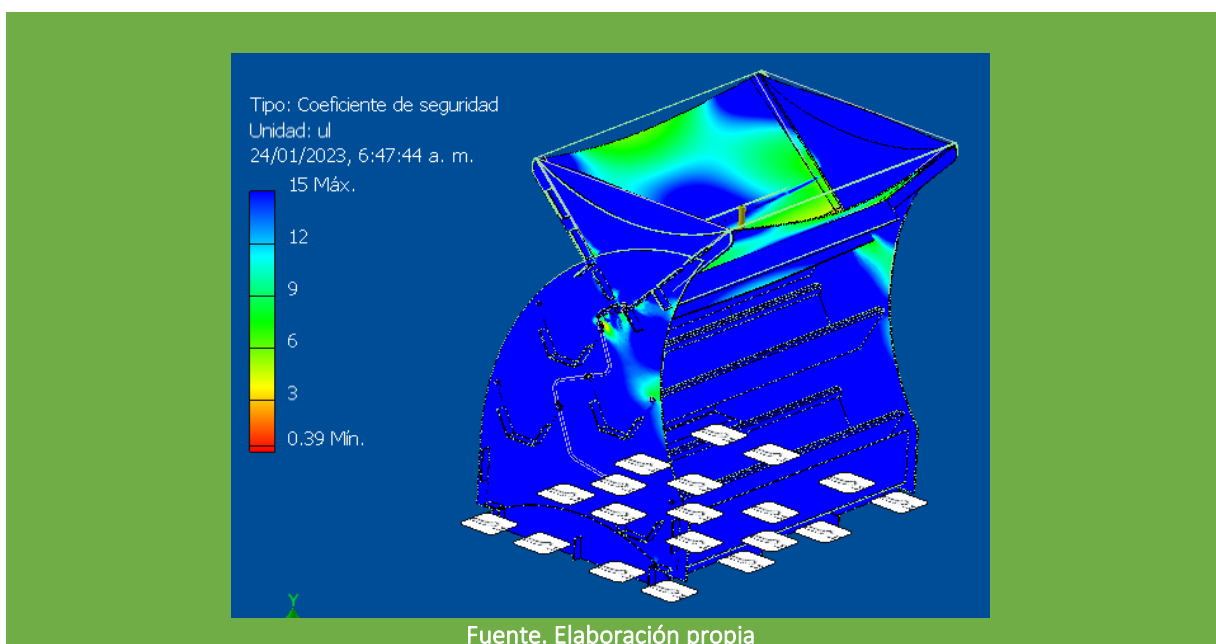 Tipo: Coeficiente de seguridad
Unidad: ul
24/01/2023, 6:47:44 a. m.
15 Máx.
12
9
6
3
0.39 Mín.
Y
Fuente. Elaboración propia